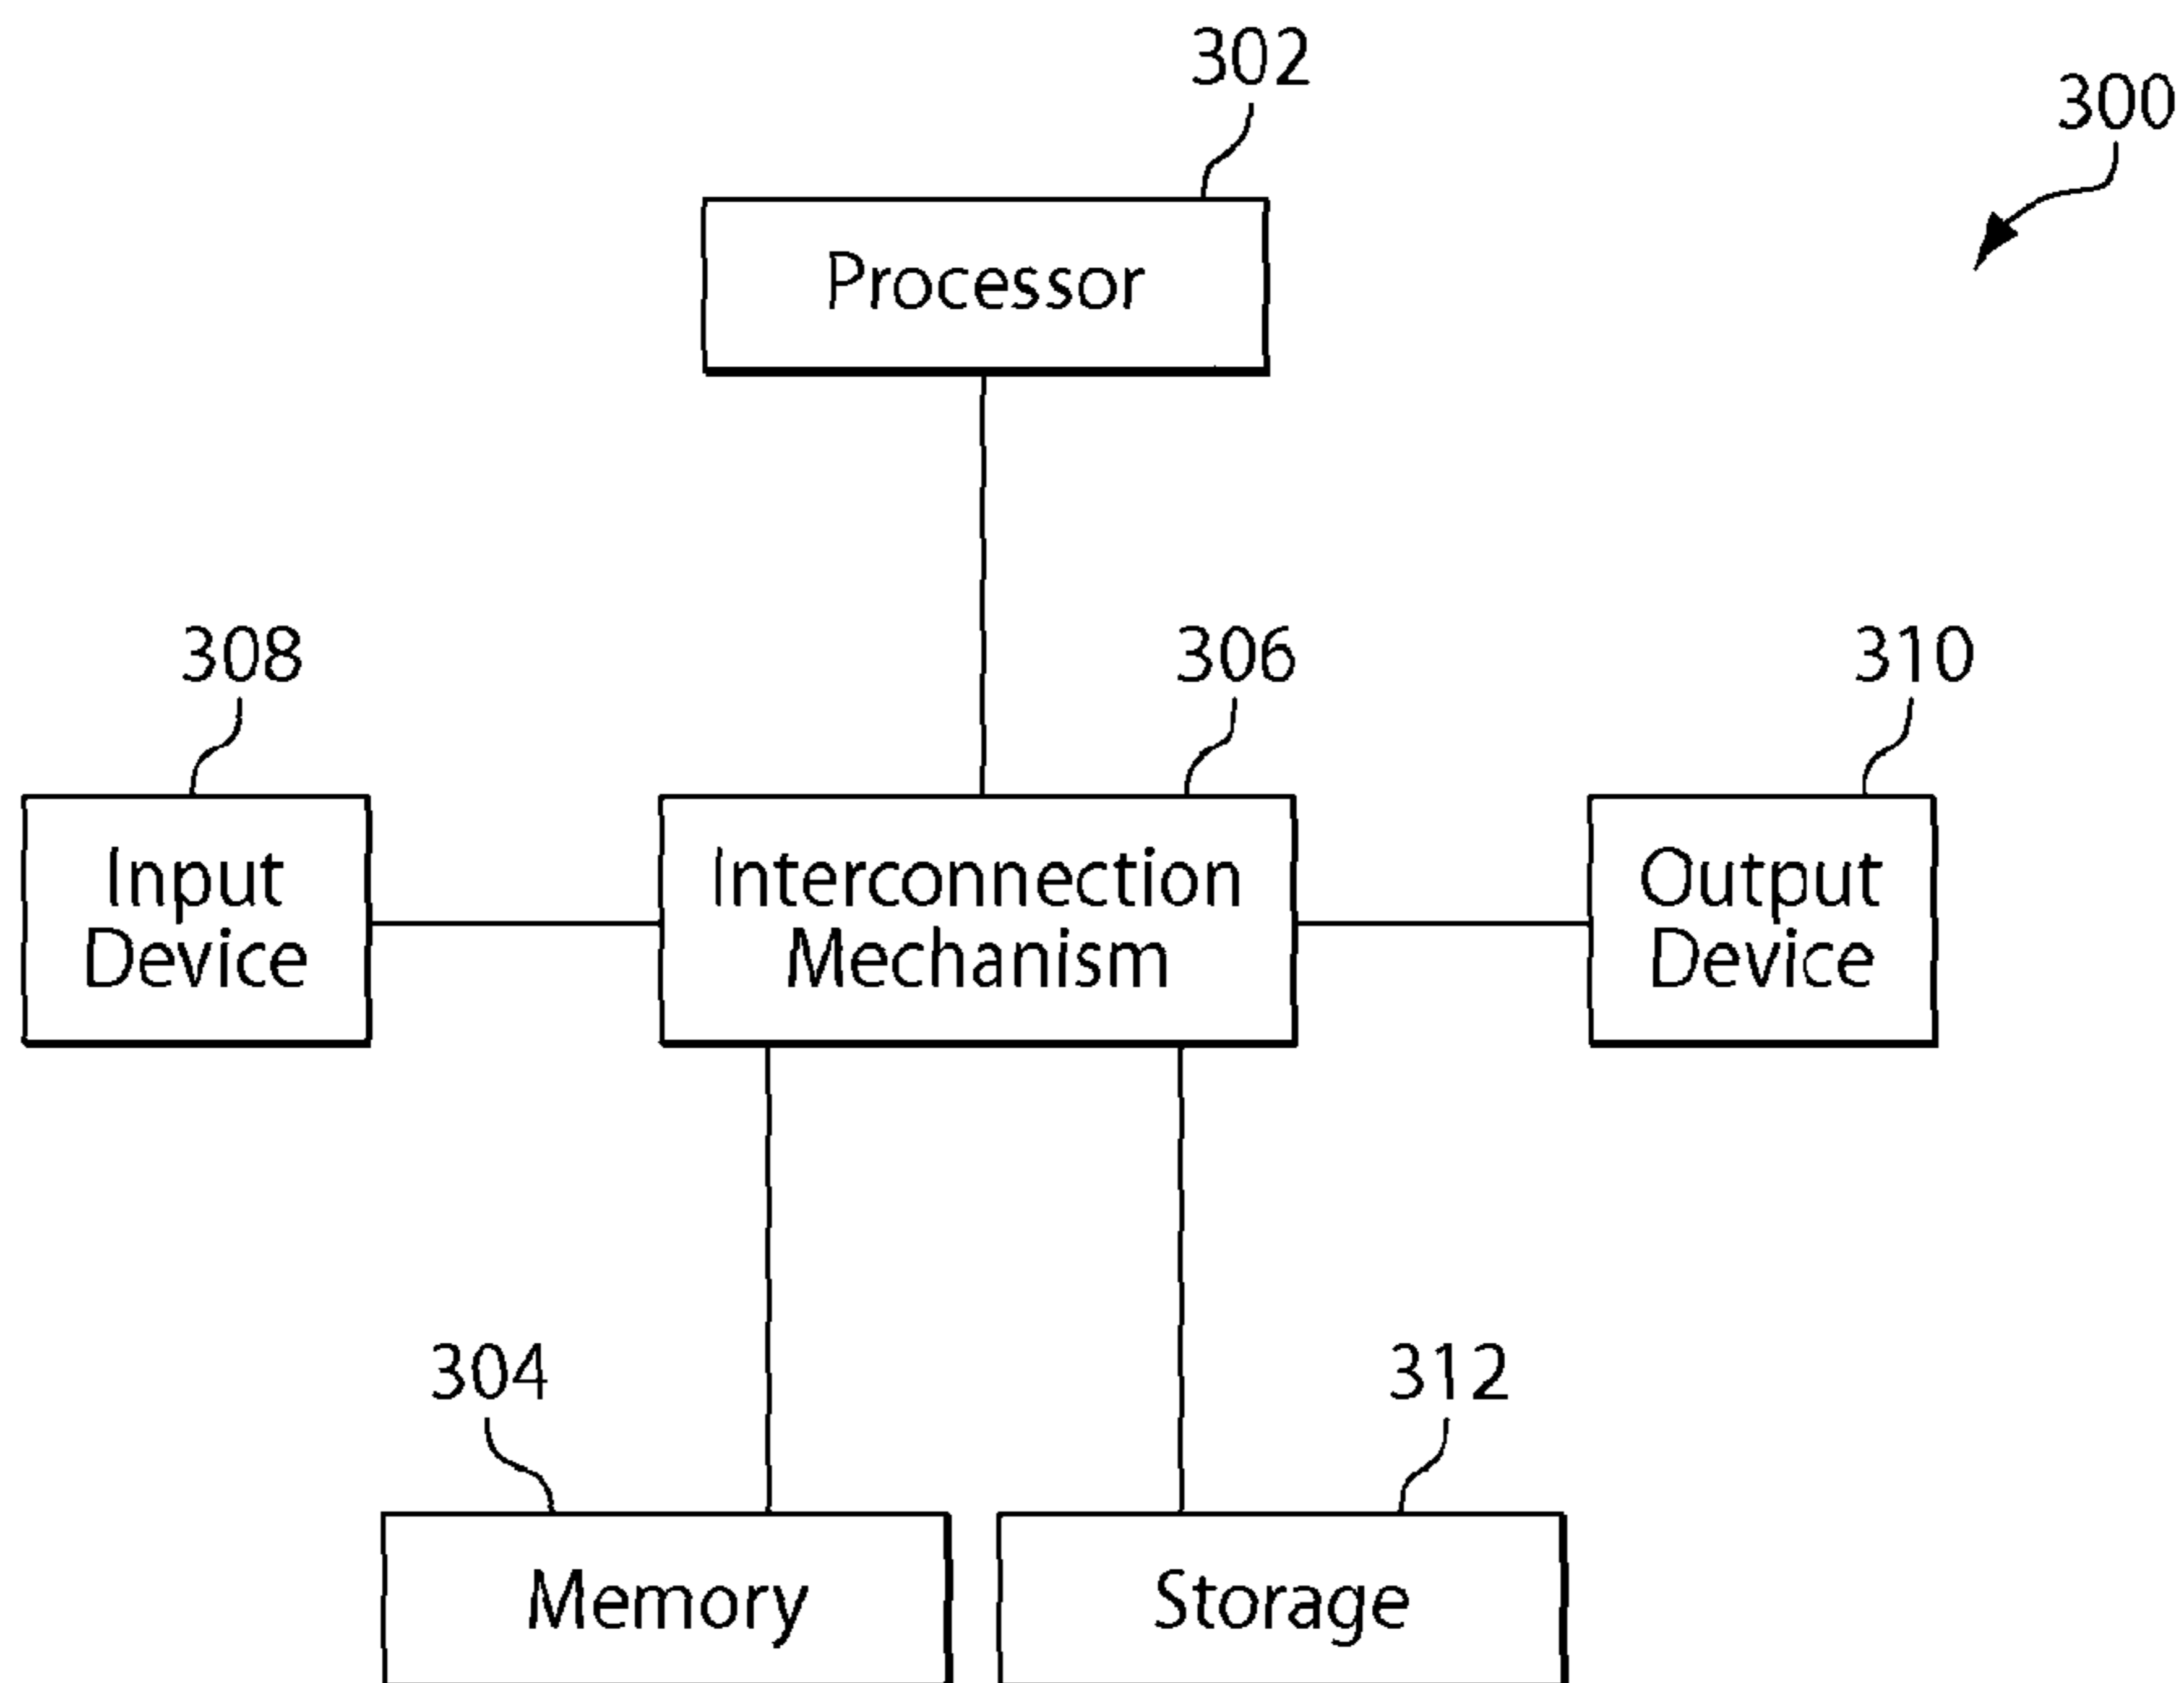 302
300
Processor
308
306
310
Input
Device
Interconnection
Mechanism
Output
Device
304
312
Memory
Storage